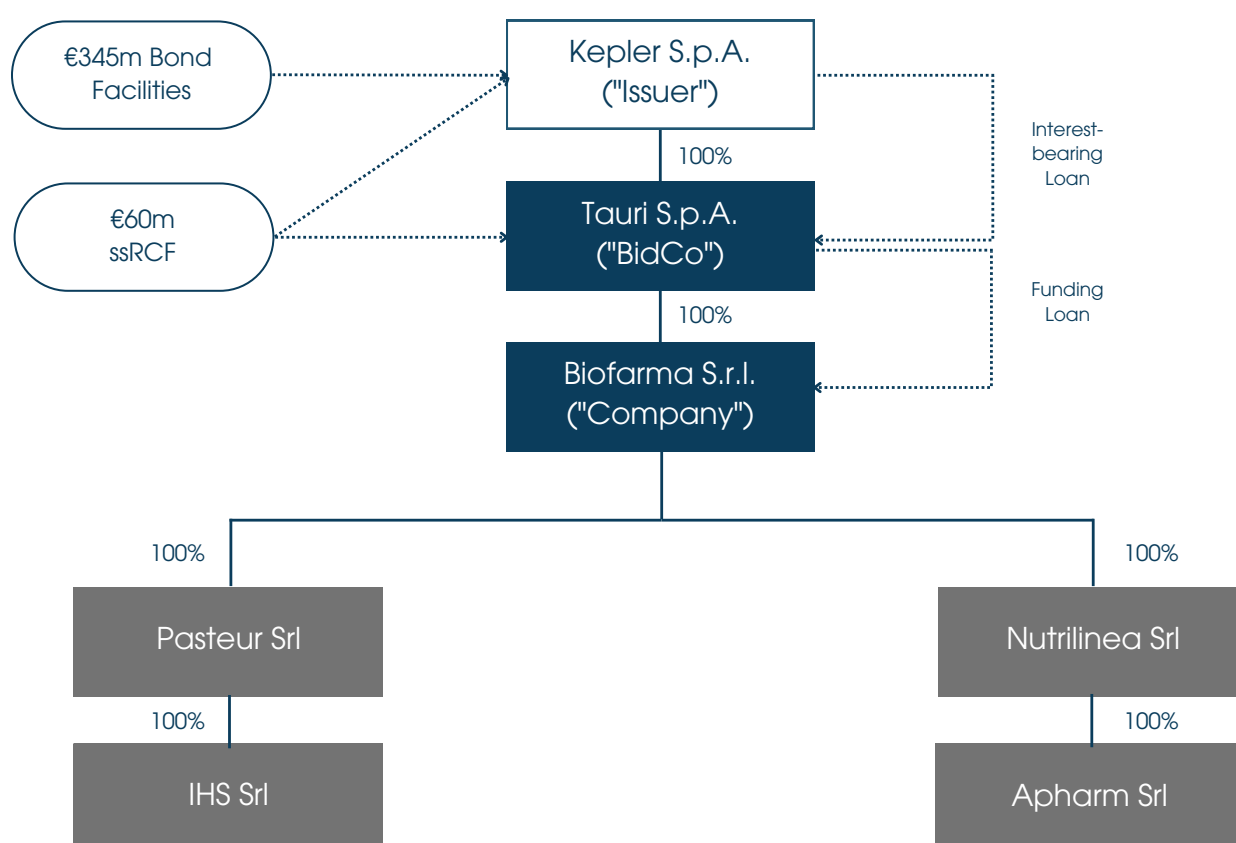 €345m Bond
Facilities
Kepler S.p.A.
("Issuer")
Interest-
bearing
Loan
100%
€60m
ssRCF
Tauri S.p.A.
("BidCo")
100%
Funding
Loan
Biofarma S.r.l.
("Company")
100%
100%
Pasteur Srl
Nutrilinea Srl
100%
100%
IHS Srl
Apharm Srl